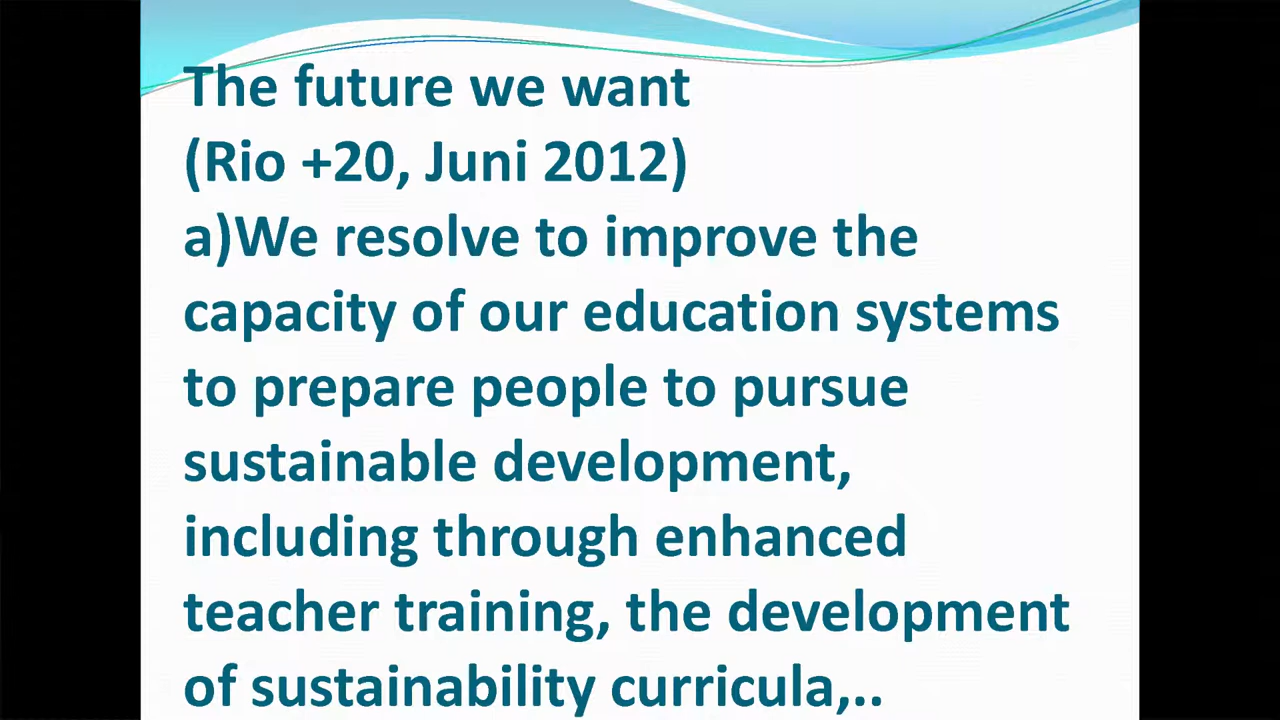 The future we want
(Rio +20, Juni 2012)
a)We resolve to improve the
capacity of our education systems
to prepare people to pursue
sustainable development,
including through enhanced
teacher training, the development
of sustainability curricula,..